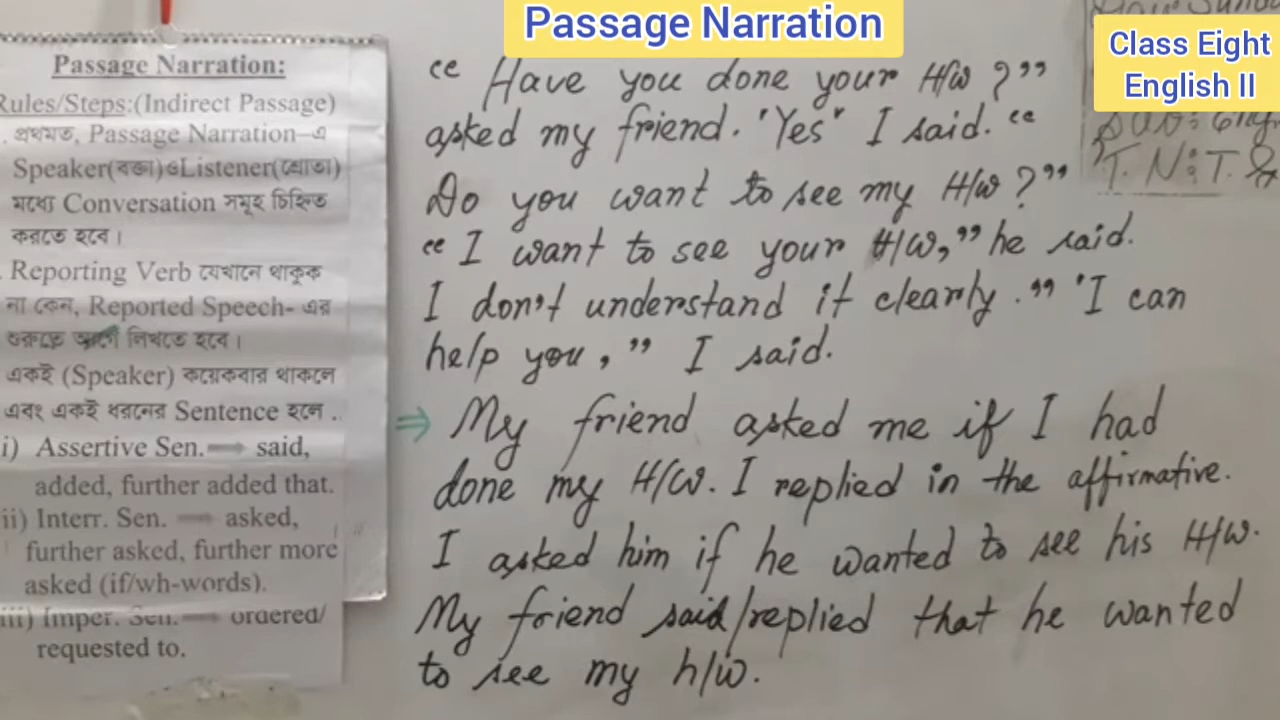 Passage Narration
Class Eight
English II
Passage Narration:
Rules/Steps:(Indirect Passage)
. প্রথমত, Passage Narration–এ
Speaker(বক্তা)ওListener(শ্রোতা)
মধ্যে Conversation সমূহ চিহ্নিত
করতে হবে।
. Reporting Verb যেখানে থাকুক
না কেন, Reported Speech- এর
শুরুতে আগে লিখতে হবে।
একই (Speaker) কয়েকবার থাকলে
এবং একই ধরনের Sentence হলে ..
i) Assertive Sen. said,
added, further added that.
ii) Interr. Sen. asked,
further asked, further more
asked (if/wh-words).
iii) Imper. Sen. ordered/
requested to.
“ Have you done your H/w ?”
asked my friend. "Yes" I said. “
Do you want to see my H/w ?”
“ I want to see your H/w,” he said.
I don't understand it clearly .” 'I can
help you , ” I said.
⇒ My friend asked me if I had
done my H/w. I replied in the affirmative.
I asked him if he wanted to see his H/w.
My friend said/replied that he wanted
to see my h/w.
T. N:T.